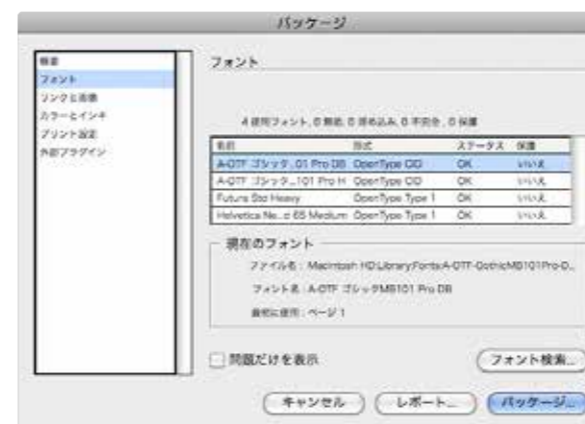 パッケージ
概要
フォント
リンクと画像
カラーとインキ
プリント設定
外部プラグイン
フォント
4 使用フォント, 0 無効, 0 埋め込み, 0 不完全, 0 保護
名前 形式 ステータス 保護
A-OTF ゴシック...01 Pro DB OpenType CID OK いいえ
A-OTF ゴシック...101 Pro H OpenType CID OK いいえ
Futura Std Heavy OpenType Type 1 OK いいえ
Helvetica Ne...d 65 Medium OpenType Type 1 OK いいえ
現在のフォント
ファイル名 : Macintosh HD:Library:Fonts:A-OTF-GothicMB101Pro-D...
フォント名 : A-OTF ゴシックMB101 Pro DB
最初に使用 : ページ 1
問題だけを表示
フォント検索...
キャンセル レポート... パッケージ...